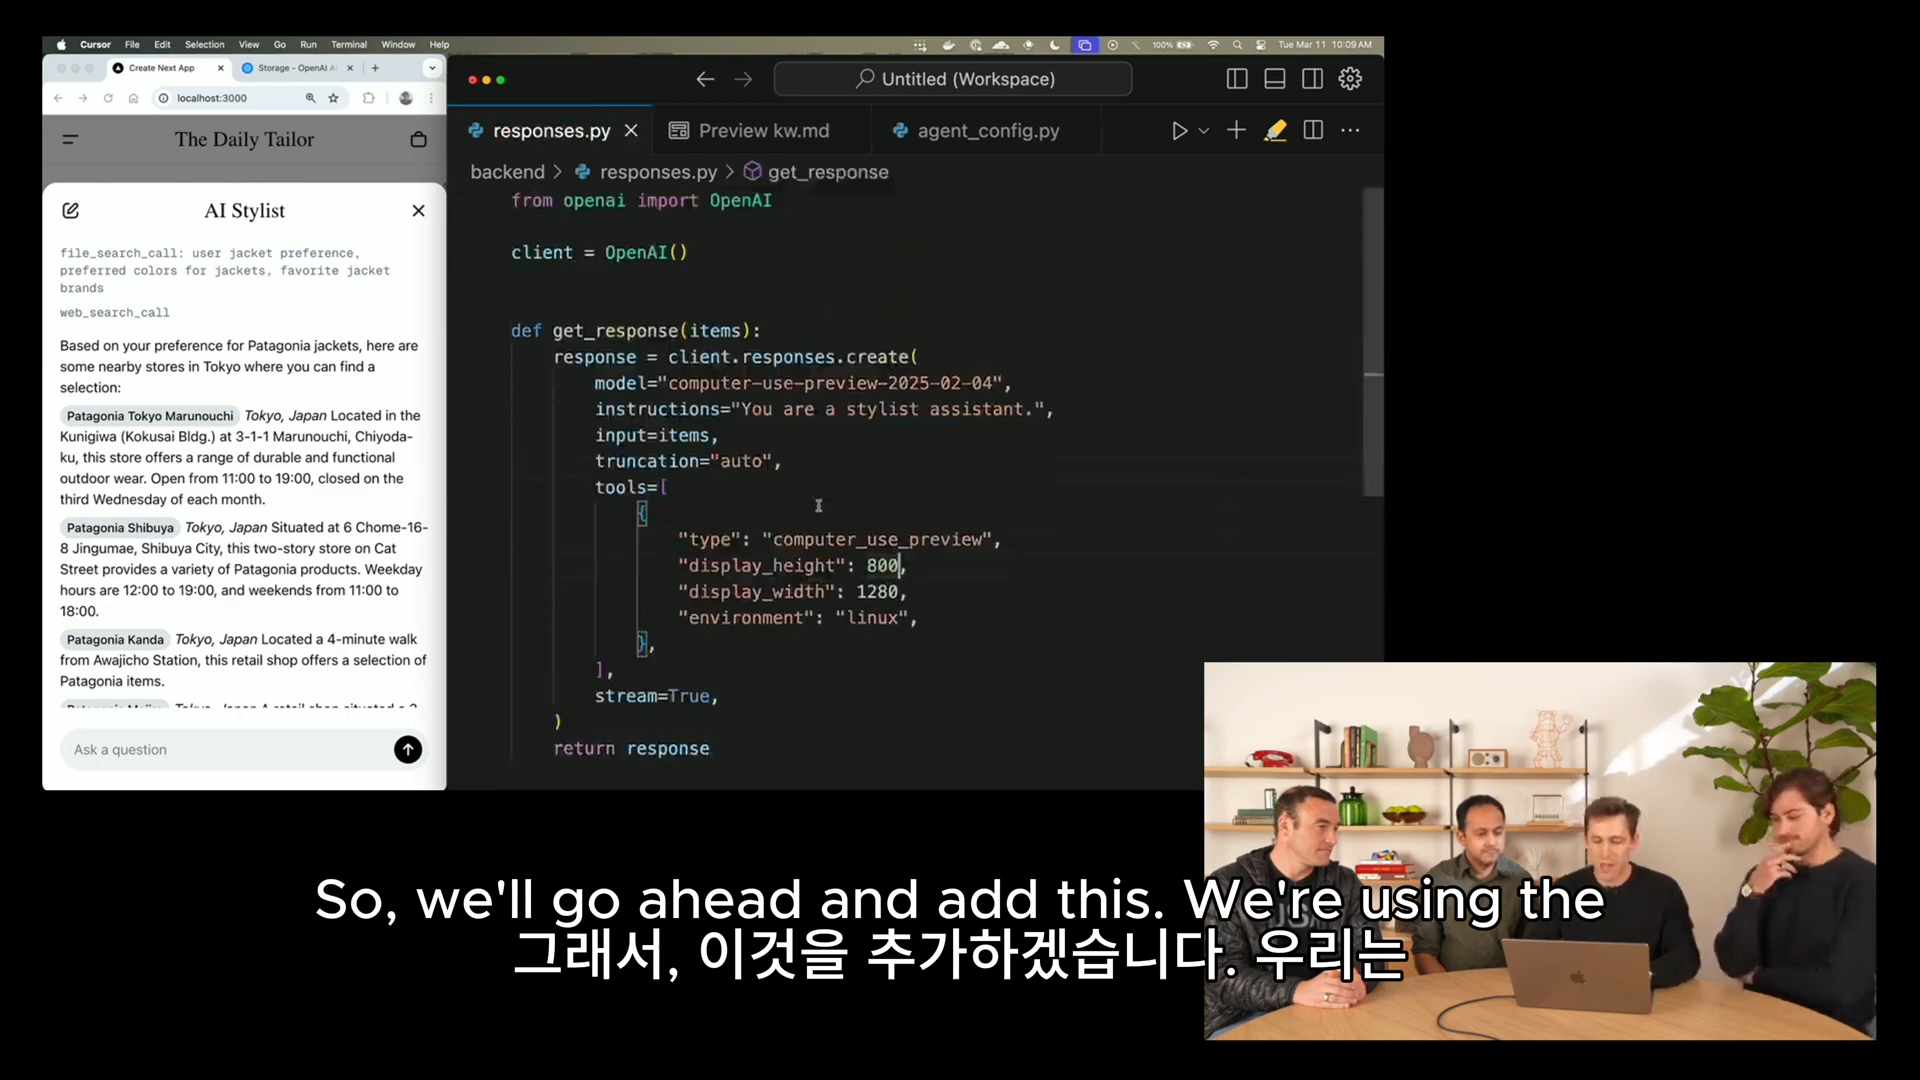 Cursor File Edit Selection View Go Run Terminal Window Help
100% Tue Mar 11 10:09 AM
Create Next App
Storage - OpenAI A
localhost:3000
The Daily Tailor
AI Stylist
file_search_call: user jacket preference,
preferred colors for jackets, favorite jacket
brands
web_search_call
Based on your preference for Patagonia jackets, here are
some nearby stores in Tokyo where you can find a
selection:
Patagonia Tokyo Marunouchi Tokyo, Japan Located in the
Kunigiwa (Kokusai Bldg.) at 3-1-1 Marunouchi, Chiyoda-
ku, this store offers a range of durable and functional
outdoor wear. Open from 11:00 to 19:00, closed on the
third Wednesday of each month.
Patagonia Shibuya Tokyo, Japan Situated at 6 Chome-16-
8 Jingumae, Shibuya City, this two-story store on Cat
Street provides a variety of Patagonia products. Weekday
hours are 12:00 to 19:00, and weekends from 11:00 to
18:00.
Patagonia Kanda Tokyo, Japan Located a 4-minute walk
from Awajicho Station, this retail shop offers a selection of
Patagonia items.
Ask a question
Untitled (Workspace)
responses.py
Preview kw.md
agent_config.py
backend > responses.py > get_response
from openai import OpenAI
client = OpenAI()
def get_response(items):
response = client.responses.create(
model="computer-use-preview-2025-02-04",
instructions="You are a stylist assistant.",
input=items,
truncation="auto",
tools=[
{
"type": "computer_use_preview",
"display_height": 800,
"display_width": 1280,
"environment": "linux",
},
],
stream=True,
)
return response
So, we'll go ahead and add this. We're using the
그래서, 이것을 추가하겠습니다. 우리는